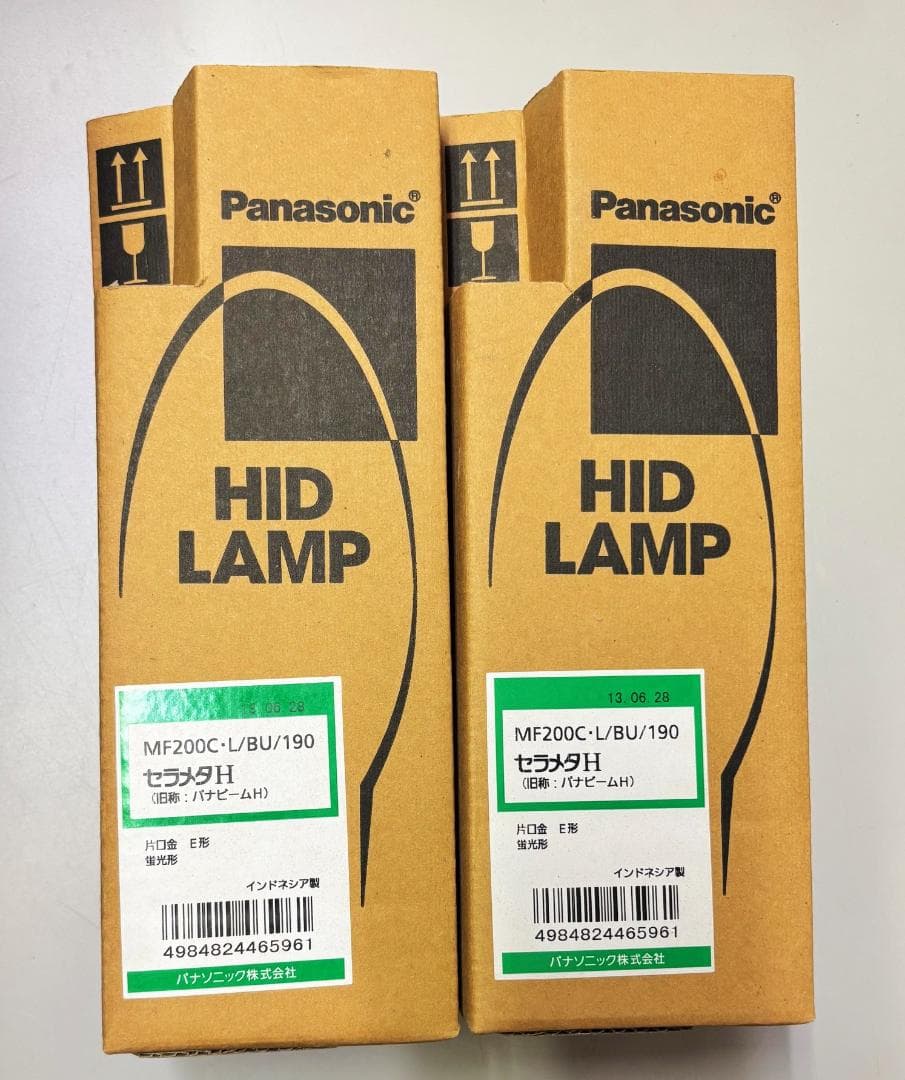 Panasonic®
HID
LAMP
13.06.28
MF200C・L/BU/190
セラメタH
(旧称：パナビームH)
片口金 E形
蛍光形
インドネシア製
4984824465961
パナソニック株式会社
Panasonic®
HID
LAMP
13.06.28
MF200C・L/BU/190
セラメタH
(旧称：パナビームH)
片口金 E形
蛍光形
インドネシア製
4984824465961
パナソニック株式会社